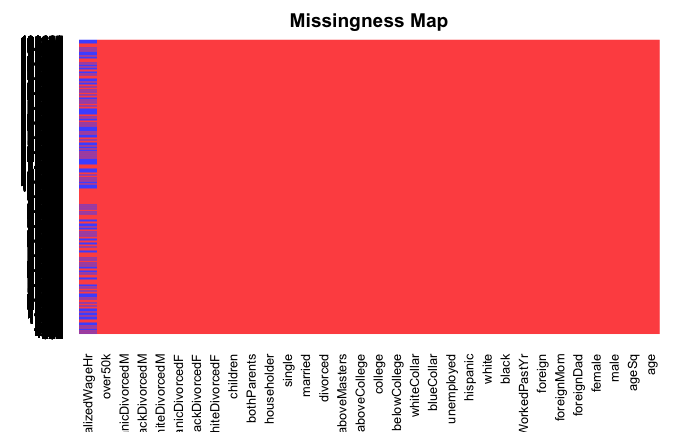 Missingness Map
alizedWageHr
over50k
nicDivorcedM
ackDivorcedM
hiteDivorcedM
anicDivorcedF
ackDivorcedF
hiteDivorcedF
children
bothParents
householder
single
married
divorced
aboveMasters
aboveCollege
college
belowCollege
whiteCollar
blueCollar
unemployed
hispanic
white
black
WorkedPastYr
foreign
foreignMom
foreignDad
female
male
ageSq
age